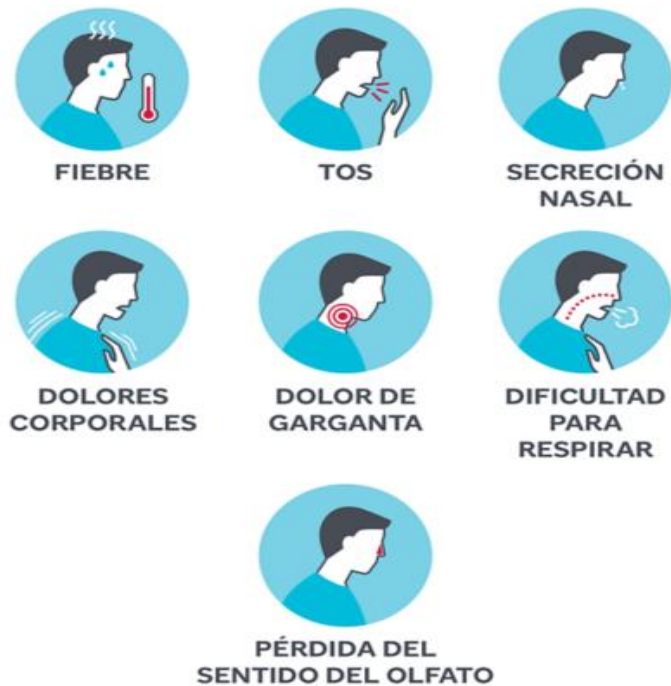 FIEBRE
TOS
SECRECIÓN
NASAL
DOLORES
CORPORALES
DOLOR DE
GARGANTA
DIFICULTAD
PARA
RESPIRAR
PÉRDIDA DEL
SENTIDO DEL OLFATO